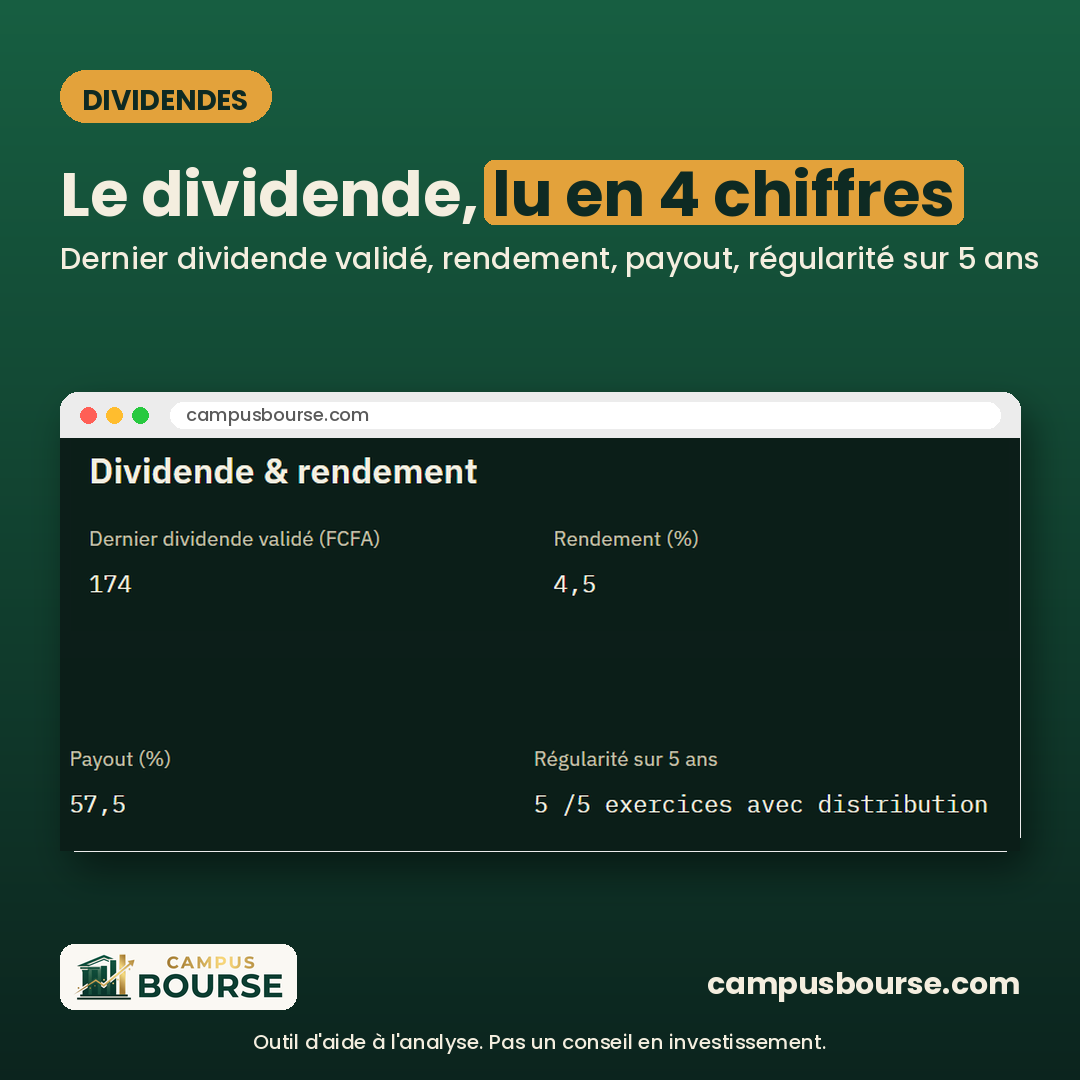 DIVIDENDES
Le dividende, lu en 4 chiffres
Dernier dividende validé, rendement, payout, régularité sur 5 ans
campusbourse.com
Dividende & rendement
Dernier dividende validé (FCFA)
Rendement (%)
174
4,5
Payout (%)
Régularité sur 5 ans
57,5
5 /5 exercices avec distribution
CAMPUS
BOURSE
campusbourse.com
Outil d'aide à l'analyse. Pas un conseil en investissement.